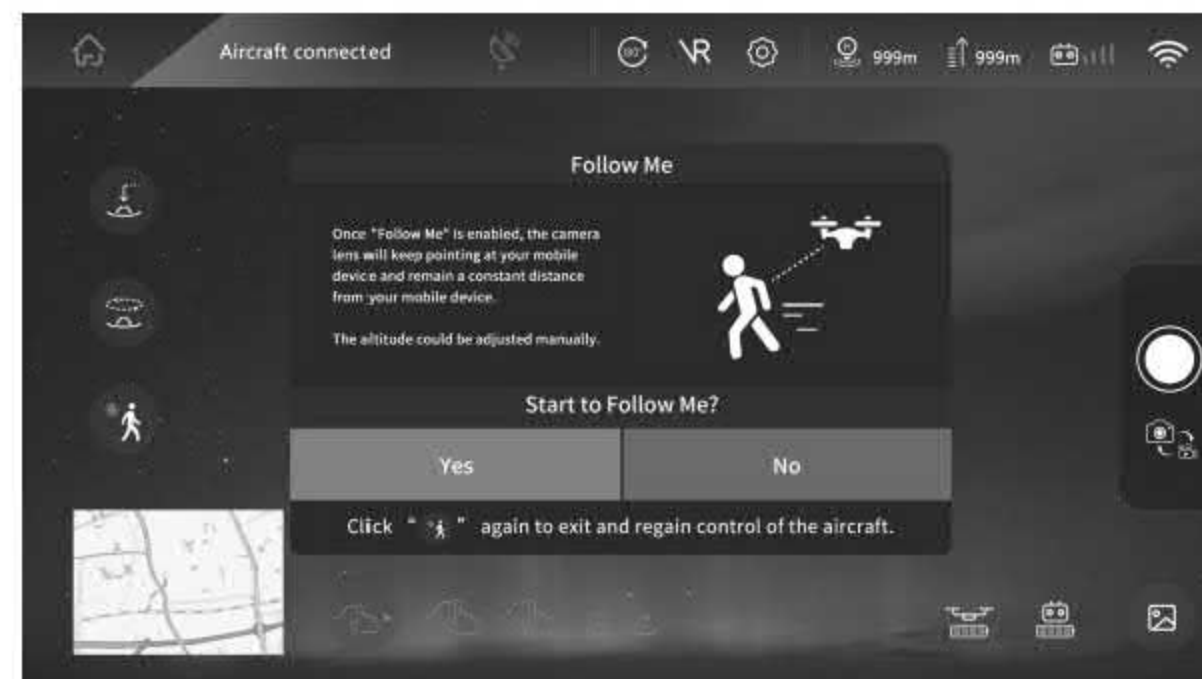 Aircraft connected
VR
999m
999m
Follow Me
Once "Follow Me" is enabled, the camera
lens will keep pointing at your mobile
device and remain a constant distance
from your mobile device.
The altitude could be adjusted manually.
Start to Follow Me?
Yes
No
Click " " again to exit and regain control of the aircraft.